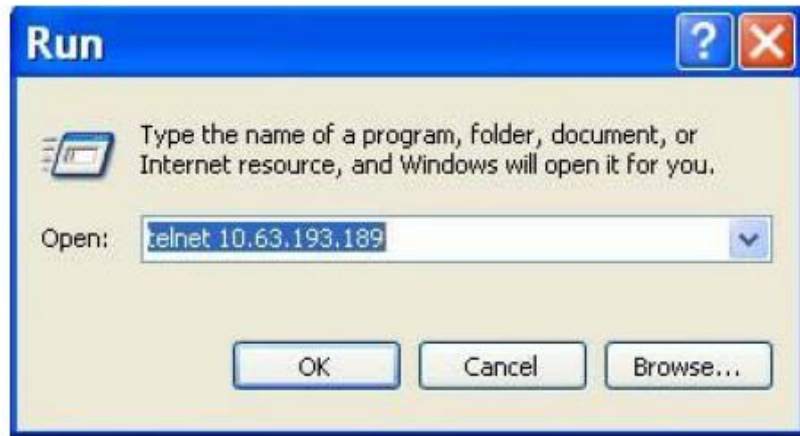 Run
Type the name of a program, folder, document, or
Internet resource, and Windows will open it for you.
Open: telnet 10.63.193.189
OK Cancel Browse...